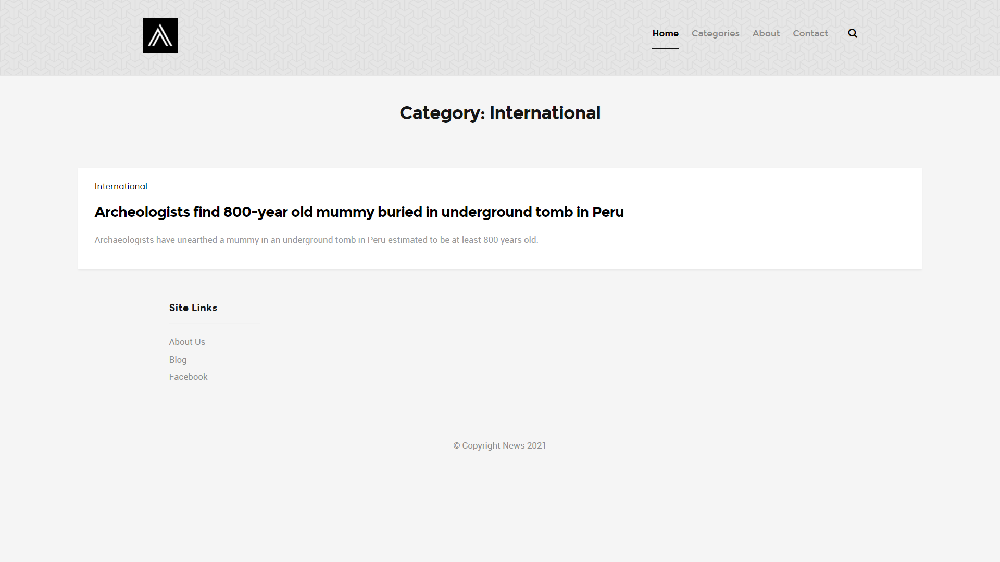 Home Categories About Contact
Category: International
International
Archeologists find 800-year old mummy buried in underground tomb in Peru
Archaeologists have unearthed a mummy in an underground tomb in Peru estimated to be at least 800 years old.
Site Links
About Us
Blog
Facebook
© Copyright News 2021